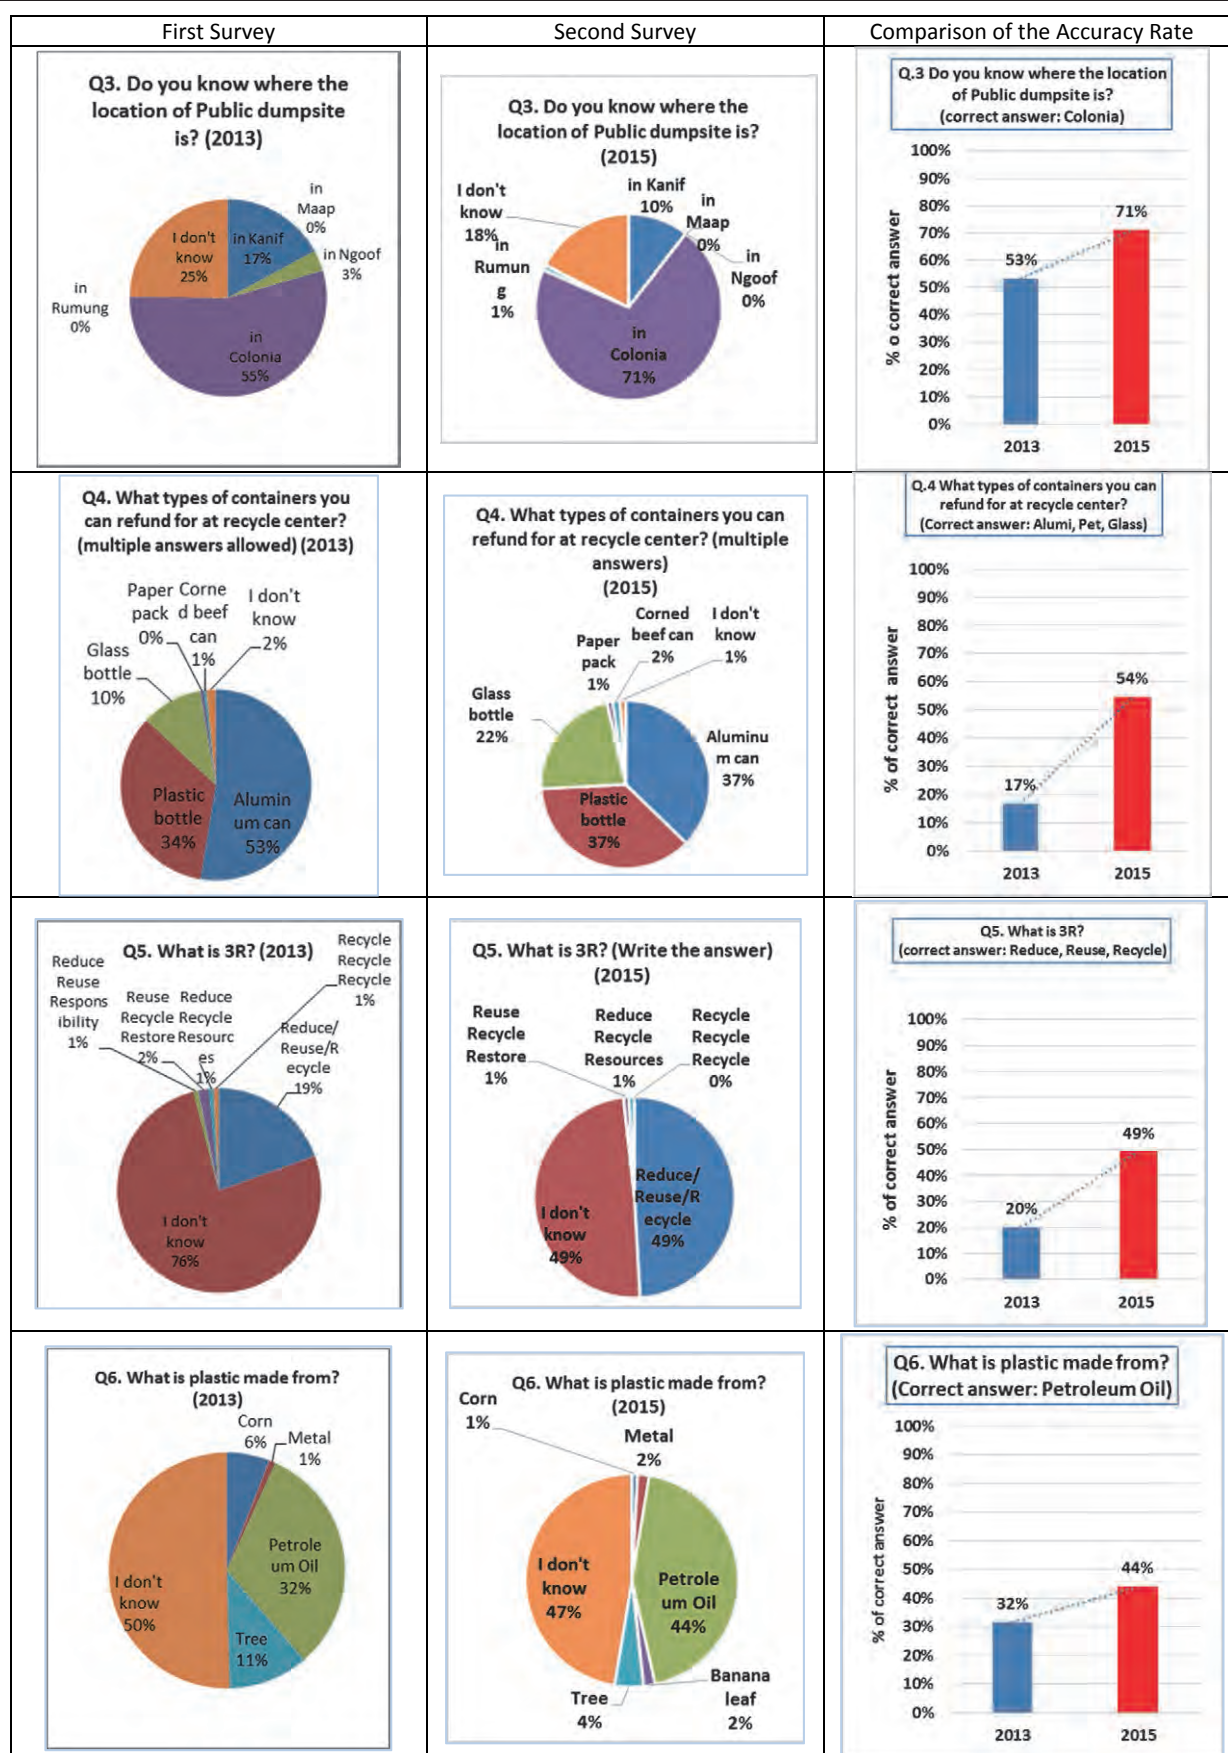 First Survey
Second Survey
Comparison of the Accuracy Rate
Q3. Do you know where the
location of Public dumpsite
is? (2013)
in
Maap
0%
I don't
know
25%
in Kanif
17%
in Ngoof
3%
in
Rumung
0%
in
Colonia
55%
Q3. Do you know where the
location of Public dumpsite is?
(2015)
I don't
know
18%
in Kanif
10%
in
Maap
0%
in
Rumun
g
1%
in
Ngoof
0%
in
Colonia
71%
Q.3 Do you know where the location
of Public dumpsite is?
(correct answer: Colonia)
% o correct answer
100%
90%
80%
70%
60%
50%
40%
30%
20%
10%
0%
53%
71%
2013
2015
Q4. What types of containers you
can refund for at recycle center?
(multiple answers allowed) (2013)
Paper
pack
0%
Corne
d beef
can
1%
I don't
know
2%
Glass
bottle
10%
Plastic
bottle
34%
Alumin
um can
53%
Q4. What types of containers you can
refund for at recycle center? (multiple
answers)
(2015)
Corned
beef can
2%
I don't
know
1%
Paper
pack
1%
Glass
bottle
22%
Aluminu
m can
37%
Plastic
bottle
37%
Q.4 What types of containers you can
refund for at recycle center?
(Correct answer: Alumi, Pet, Glass)
% of correct answer
100%
90%
80%
70%
60%
50%
40%
30%
20%
10%
0%
17%
54%
2013
2015
Q5. What is 3R? (2013)
Reduce
Reuse
Respons
ibility
1%
Reuse
Recycle
Restore
2%
Reduce
Recycle
Resourc
es
1%
Recycle
Recycle
Recycle
1%
Reduce/
Reuse/R
ecycle
19%
I don't
know
76%
Q5. What is 3R? (Write the answer)
(2015)
Reuse
Recycle
Restore
1%
Reduce
Recycle
Resources
1%
Recycle
Recycle
Recycle
0%
Reduce/
Reuse/R
ecycle
49%
I don't
know
49%
Q5. What is 3R?
(correct answer: Reduce, Reuse, Recycle)
% of correct answer
100%
90%
80%
70%
60%
50%
40%
30%
20%
10%
0%
20%
49%
2013
2015
Q6. What is plastic made from?
(2013)
Corn
6%
Metal
1%
Petrole
um Oil
32%
I don't
know
50%
Tree
11%
Q6. What is plastic made from?
(2015)
Corn
1%
Metal
2%
I don't
know
47%
Petrole
um Oil
44%
Tree
4%
Banana
leaf
2%
Q6. What is plastic made from?
(Correct answer: Petroleum Oil)
% of correct answer
100%
90%
80%
70%
60%
50%
40%
30%
20%
10%
0%
32%
44%
2013
2015